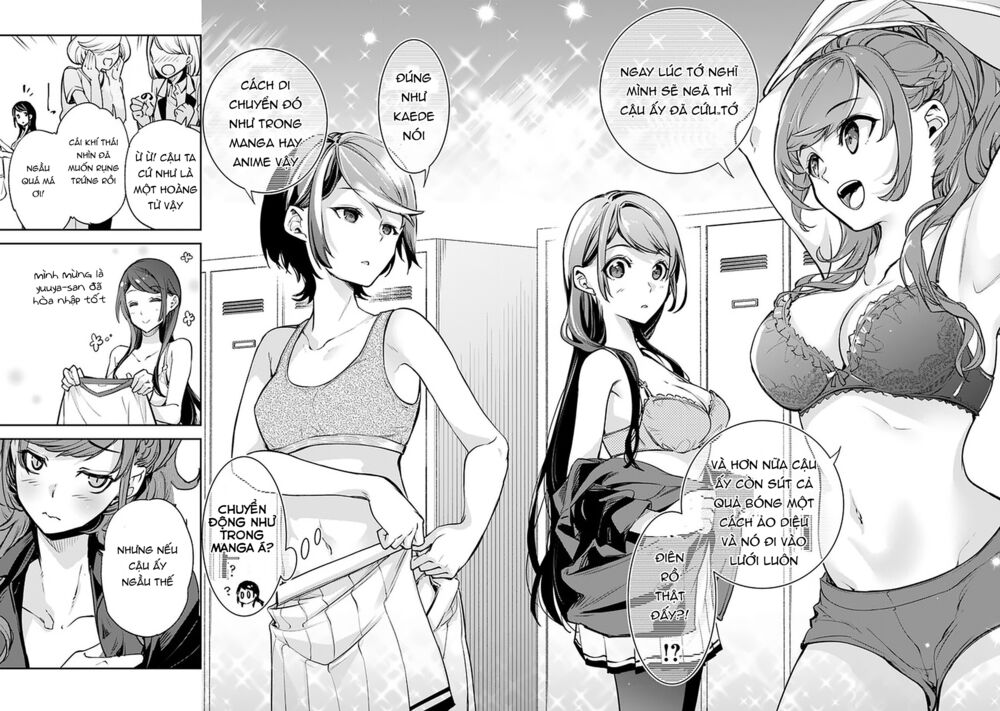 NGAY LÚC TỚ NGHĨ
MÌNH SẼ NGÃ THÌ
CẬU ẤY ĐÃ CỨU TỚ
VÀ HƠN NỮA CẬU
ẤY CÒN SÚT CẢ
QUẢ BÓNG MỘT
CÁCH ẢO DIỆU
VÀ NÓ ĐI VÀO
LƯỚI LUÔN
ĐIÊN
RỒ
THẬT
ĐẤY?!
!?
ĐÚNG
NHƯ
KAEDE
NÓI
CÁCH DI
CHUYỂN ĐÓ
NHƯ TRONG
MANGA HAY
ANIME VẬY
CHUYỂN
ĐỘNG NHƯ
TRONG
MANGA Á?
?
?
Ừ Ừ! CẬU TA
CỨ NHƯ LÀ
MỘT HOÀNG
TỬ VẬY
CÁI KHÍ THÁI
NHÌN ĐÃ
MUỐN RỤNG
TRỨNG RỒI
NGẦU
QUÁ MÁ
ƠI!
MÌNH MỪNG LÀ
YUUYA-SAN ĐÃ
HÒA NHẬP TỐT
NHƯNG NẾU
CẬU ẤY
NGẦU THẾ